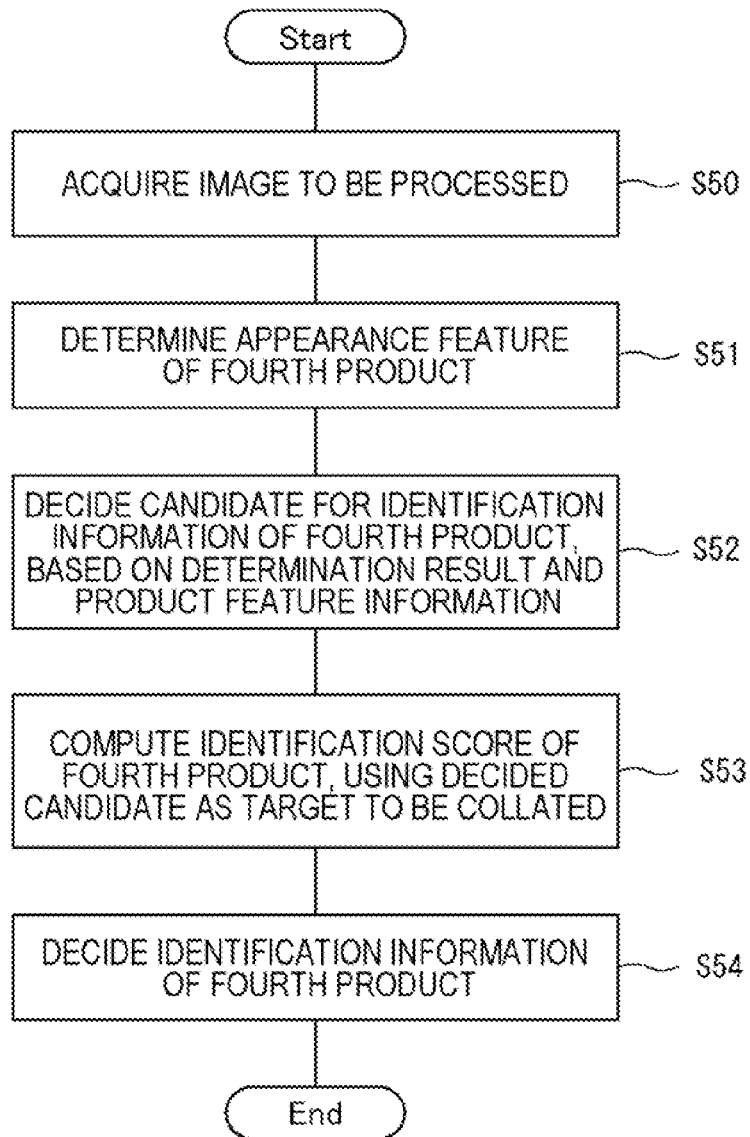 Start
ACQUIRE IMAGE TO BE PROCESSED
S50
DETERMINE APPEARANCE FEATURE
OF FOURTH PRODUCT
S51
DECIDE CANDIDATE FOR IDENTIFICATION
INFORMATION OF FOURTH PRODUCT,
BASED ON DETERMINATION RESULT AND
PRODUCT FEATURE INFORMATION
S52
COMPUTE IDENTIFICATION SCORE OF
FOURTH PRODUCT, USING DECIDED
CANDIDATE AS TARGET TO BE COLLATED
S53
DECIDE IDENTIFICATION INFORMATION
OF FOURTH PRODUCT
S54
End